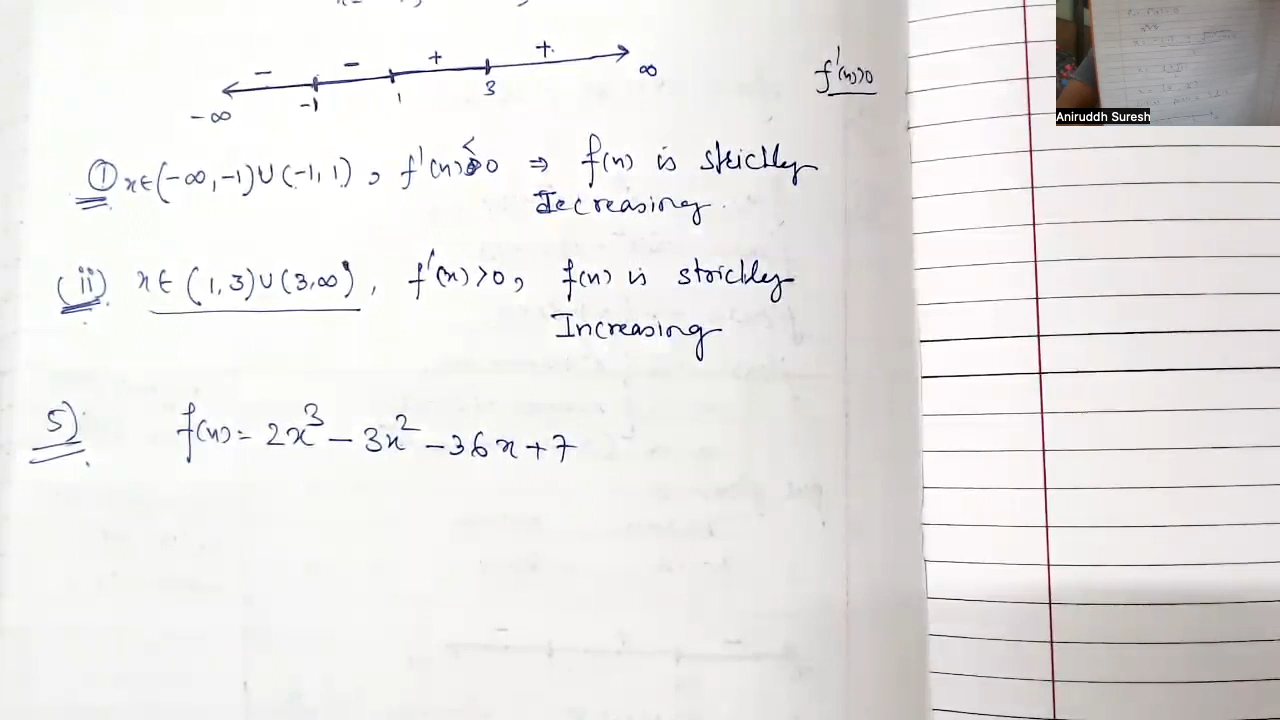 - - + +
-∞ -1 1 3 ∞
f'(x)>0
① x∈(-∞,-1)∪(-1,1), f'(x)<0 ⇒ f(x) is strictly
Decreasing.
(ii) x∈(1,3)∪(3,∞), f'(x)>0, f(x) is strictly
Increasing
5) f(x)= 2x³ - 3x² - 36x + 7
Aniruddh Suresh